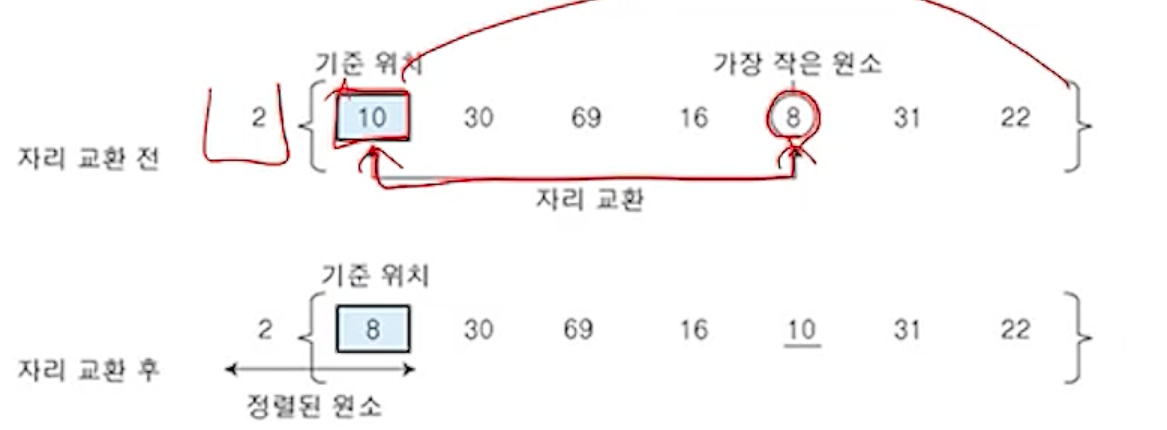 기준 위치 가장 작은 원소
2 { 10 30 69 16 8 31 22 }
자리 교환 전
자리 교환
기준 위치
2 { 8 30 69 16 10 31 22 }
자리 교환 후
정렬된 원소